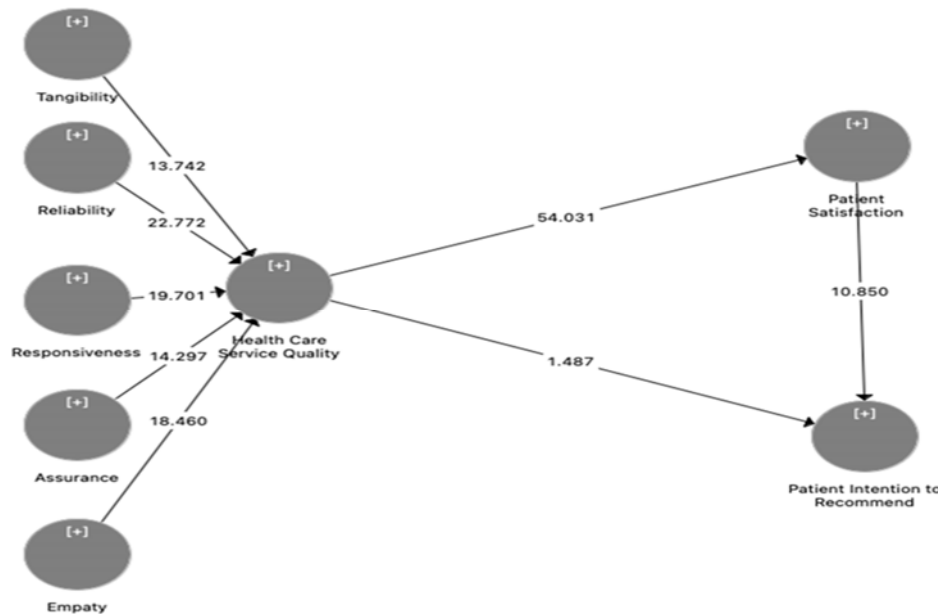 [+]
Tangibility
[+]
Reliability
[+]
Responsiveness
[+]
Assurance
[+]
Empaty
13.742
22.772
19.701
14.297
18.460
[+]
Health Care
Service Quality
54.031
1.487
[+]
Patient
Satisfaction
10.850
[+]
Patient Intention to
Recommend